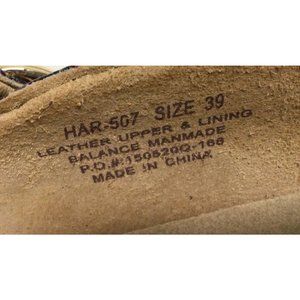 HAR-507 SIZE 39
LEATHER UPPER & LINING
BALANCE MANMADE
P.O.#:150520Q-168
MADE IN CHINA